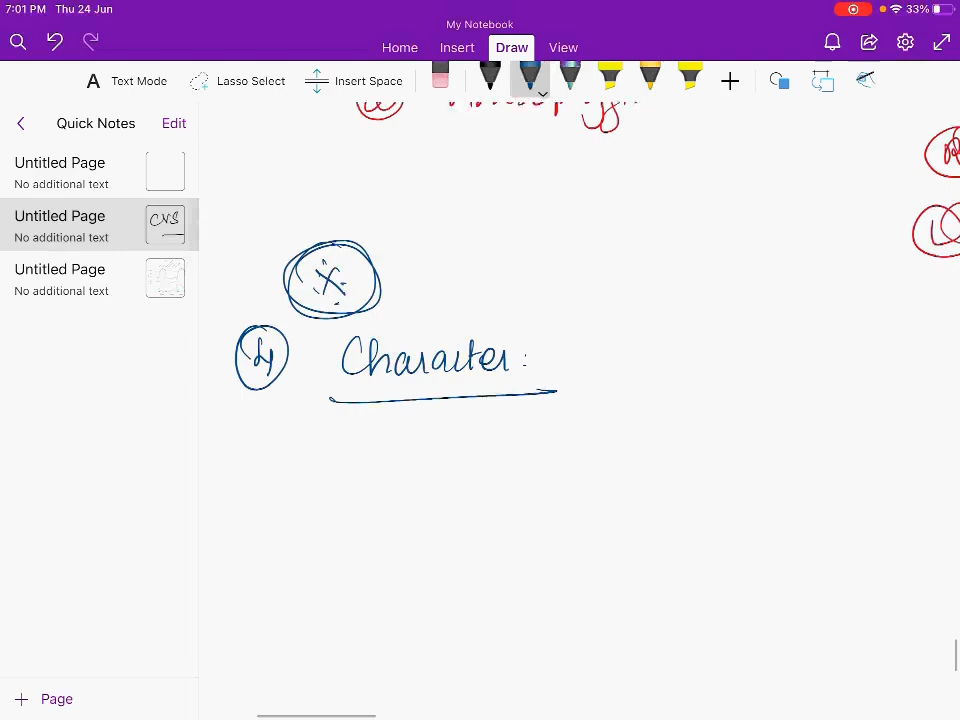 7:01 PM Thu 24 Jun
My Notebook
33%
Home Insert Draw View
A Text Mode Lasso Select Insert Space
Quick Notes Edit
Untitled Page
No additional text
Untitled Page
No additional text
CNS
Untitled Page
No additional text
X
4
Character:
+ Page